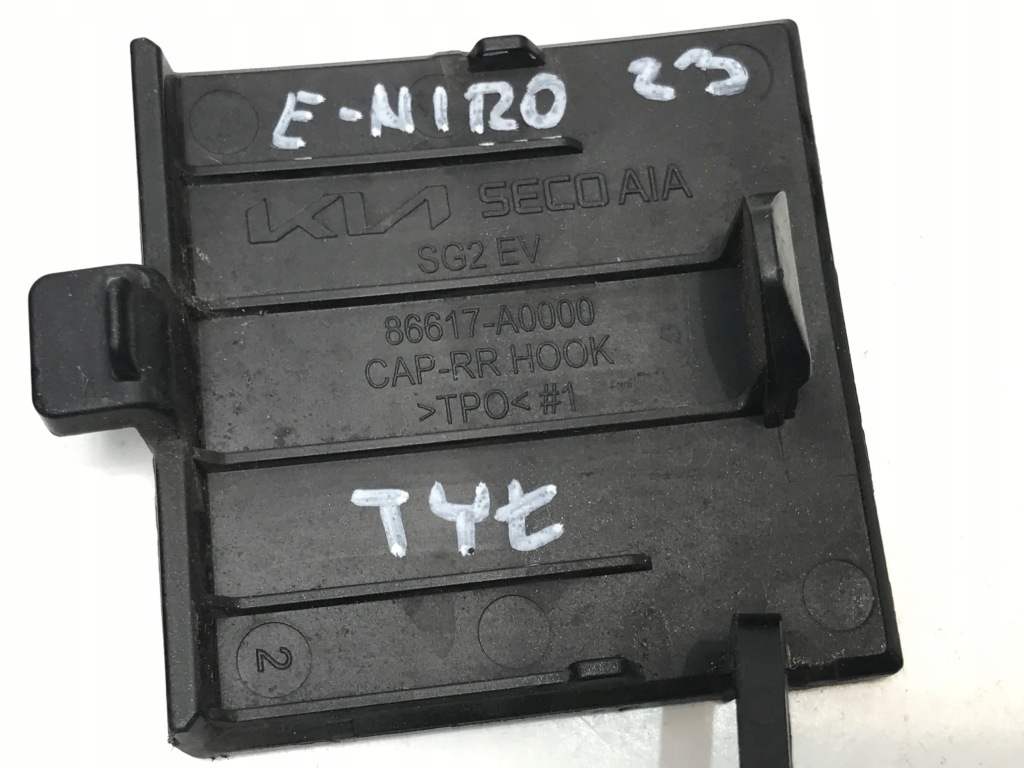 E-NIRO 23
KIA SECO AIA
SG2 EV
86617-A0000
CAP-RR HOOK
>TPO< #1
TYŁ
2